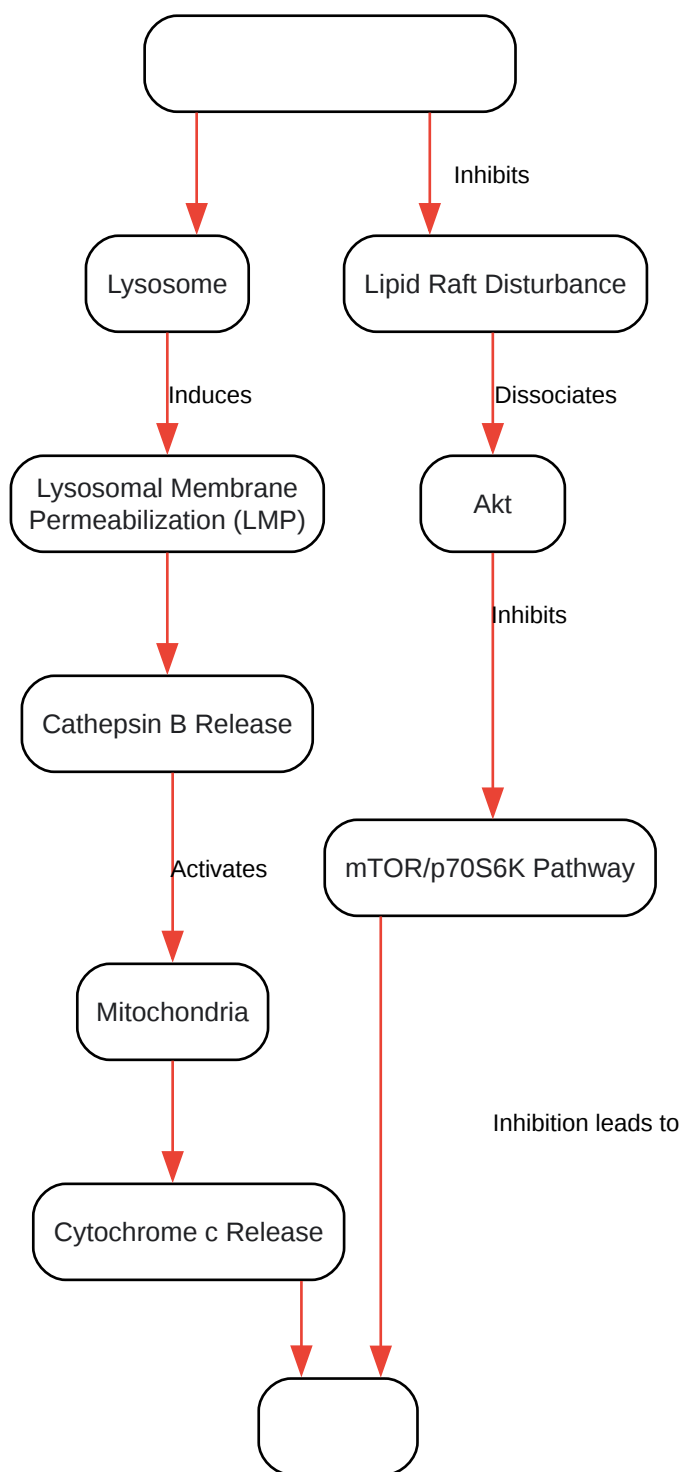 Inhibits
Lysosome
Lipid Raft Disturbance
Induces
Dissociates
Lysosomal Membrane
Permeabilization (LMP)
Akt
Inhibits
Cathepsin B Release
Activates
mTOR/p70S6K Pathway
Mitochondria
Inhibition leads to
Cytochrome c Release